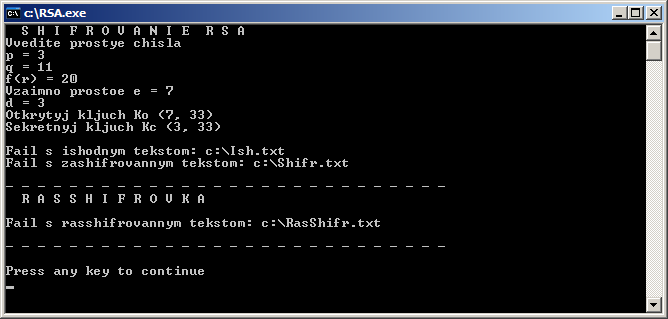 c:\RSA.exe
S H I F R O V A N I E  R S A
Vvedite prostye chisla
p = 3
q = 11
f(r) = 20
Vzaimno prostoe e = 7
d = 3
Otkrytyj kljuch Ko (7, 33)
Sekretnyj kljuch Kc (3, 33)
Fail s ishodnym tekstom: c:\Ish.txt
Fail s zashifrovannym tekstom: c:\Shifr.txt
- - - - - - - - - - - - - - - - - - - - - - - - - - - -
R A S S H I F R O V K A
Fail s rasshifrovannym tekstom: c:\RasShifr.txt
- - - - - - - - - - - - - - - - - - - - - - - - - - - -
Press any key to continue